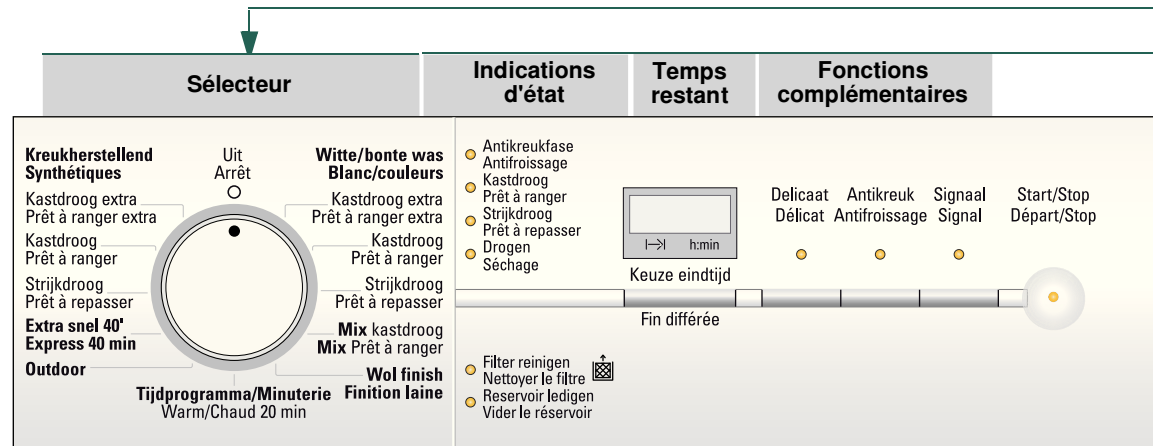 Sélecteur
Indications
d'état
Temps
restant
Fonctions
complémentaires
Kreukherstellend
Synthétiques
Kastdroog extra
Prêt à ranger extra
Kastdroog
Prêt à ranger
Strijkdroog
Prêt à repasser
Extra snel 40'
Express 40 min
Outdoor
Uit
Arrêt
Witte/bonte was
Blanc/couleurs
Kastdroog extra
Prêt à ranger extra
Kastdroog
Prêt à ranger
Strijkdroog
Prêt à repasser
Mix kastdroog
Mix Prêt à ranger
Wol finish
Finition laine
Tijdprogramma/Minuterie
Warm/Chaud 20 min
Antikreukfase
Antifroissage
Kastdroog
Prêt à ranger
Strijkdroog
Prêt à repasser
Drogen
Séchage
Filter reinigen
Nettoyer le filtre
Reservoir ledigen
Vider le réservoir
h:min
Keuze eindtijd
Fin différée
Delicaat
Délicat
Antikreuk
Antifroissage
Signaal
Signal
Start/Stop
Départ/Stop